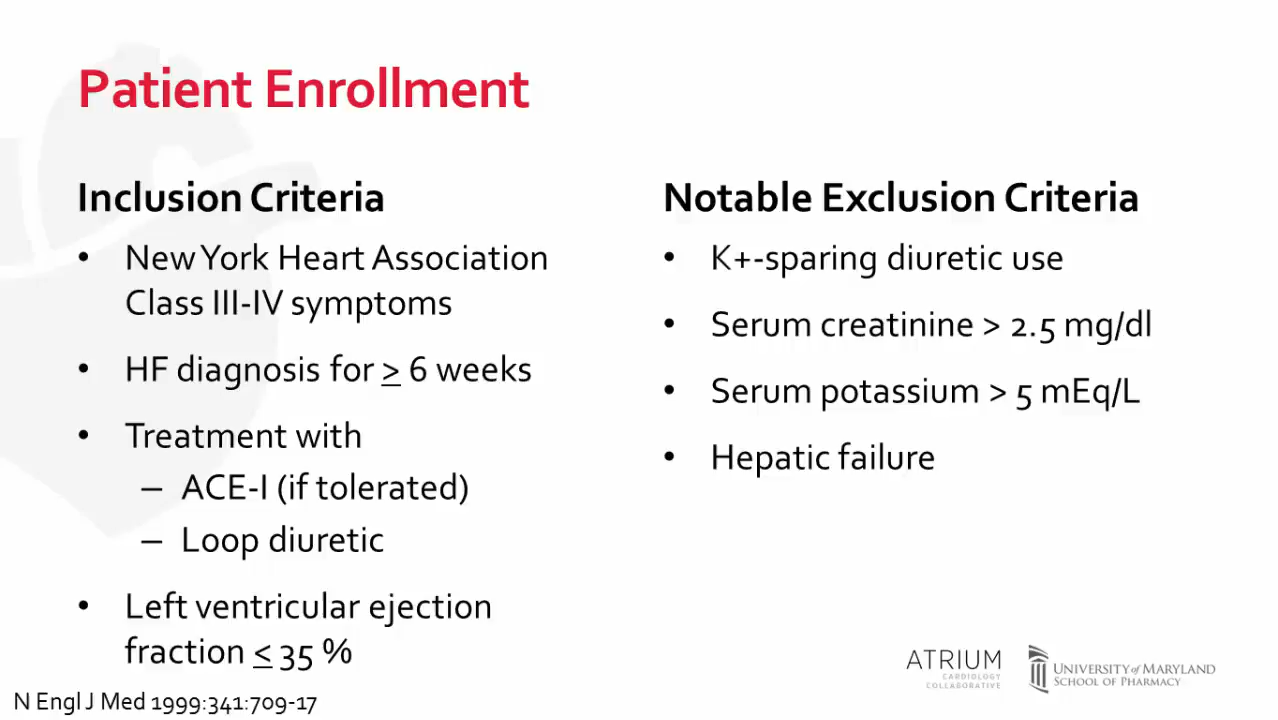 Patient Enrollment
Inclusion Criteria
• New York Heart Association
Class III-IV symptoms
• HF diagnosis for ≥ 6 weeks
• Treatment with
– ACE-I (if tolerated)
– Loop diuretic
• Left ventricular ejection
fraction ≤ 35 %
Notable Exclusion Criteria
• K+-sparing diuretic use
• Serum creatinine > 2.5 mg/dl
• Serum potassium > 5 mEq/L
• Hepatic failure
N Engl J Med 1999:341:709-17
ATRIUM
CARDIOLOGY
COLLABORATIVE
UNIVERSITY of MARYLAND
SCHOOL OF PHARMACY